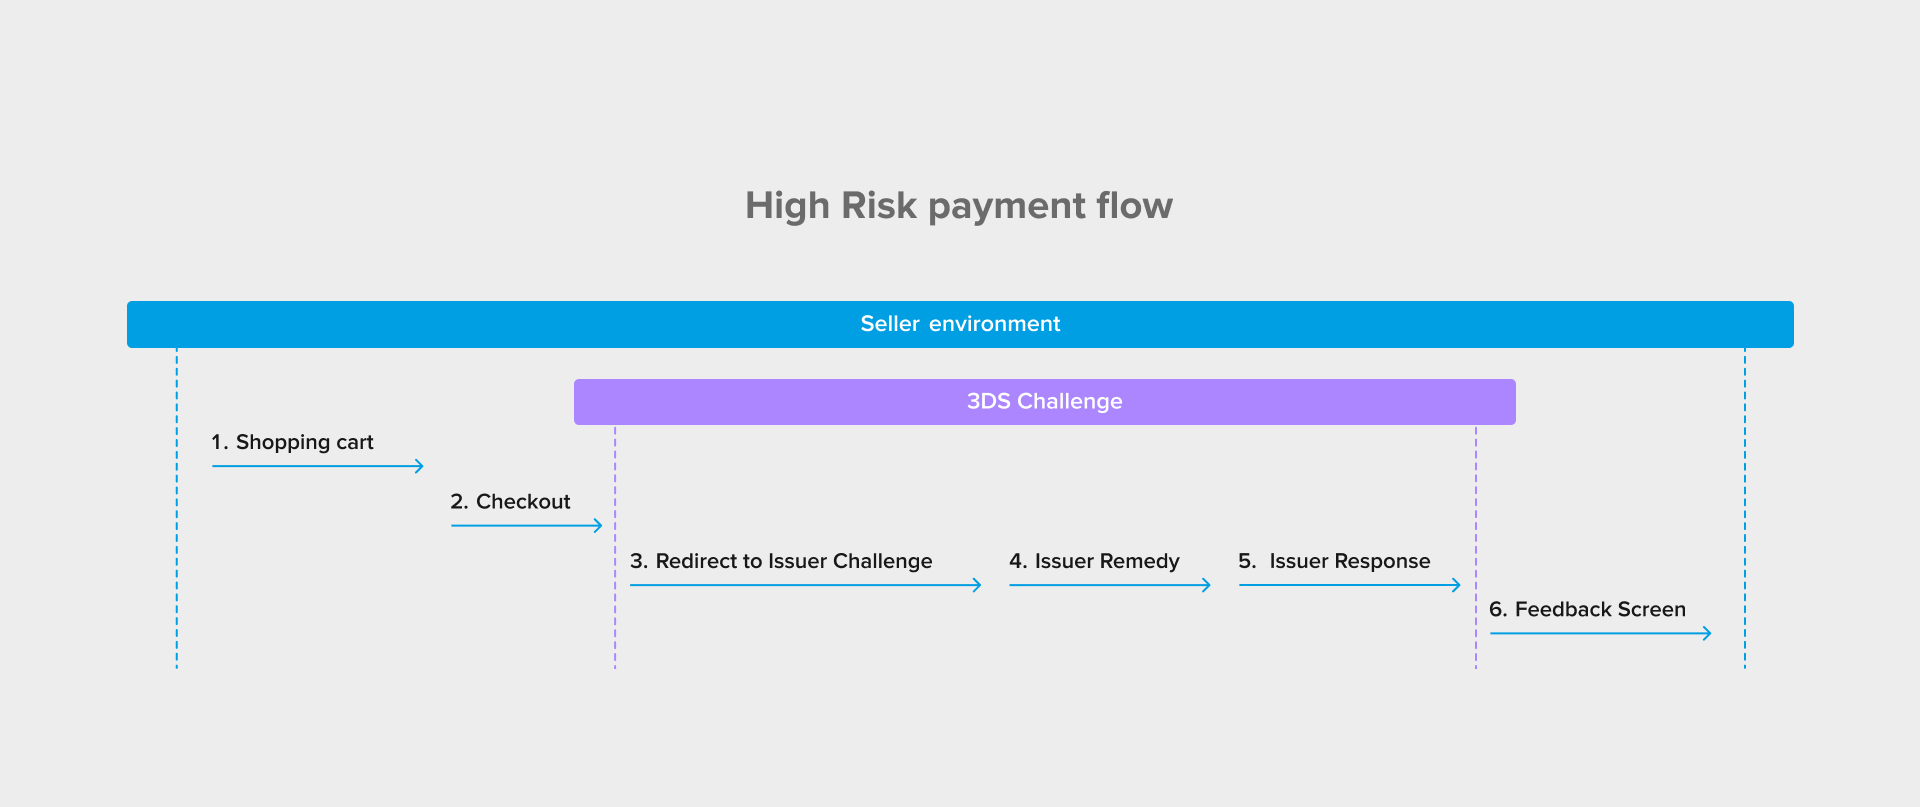 High Risk payment flow
Seller environment
3DS Challenge
1. Shopping cart
2. Checkout
3. Redirect to Issuer Challenge
4. Issuer Remedy
5. Issuer Response
6. Feedback Screen